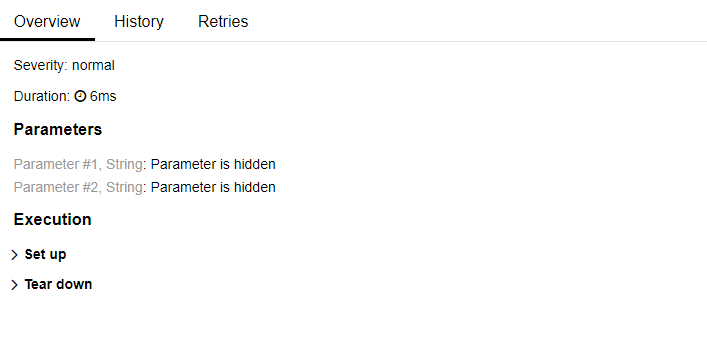 Overview History Retries
Severity: normal
Duration: 6ms
Parameters
Parameter #1, String: Parameter is hidden
Parameter #2, String: Parameter is hidden
Execution
Set up
Tear down